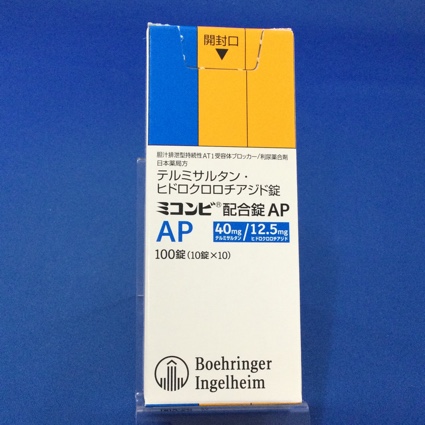 開封口
胆汁排泄型持続性AT1受容体ブロッカー/利尿薬合剤
日本薬局方
テルミサルタン・
ヒドロクロロチアジド錠
ミコンビ®配合錠AP
AP 40mg/12.5mg
テルミサルタン ヒドロクロロチアジド
100錠(10錠×10)
Boehringer
Ingelheim